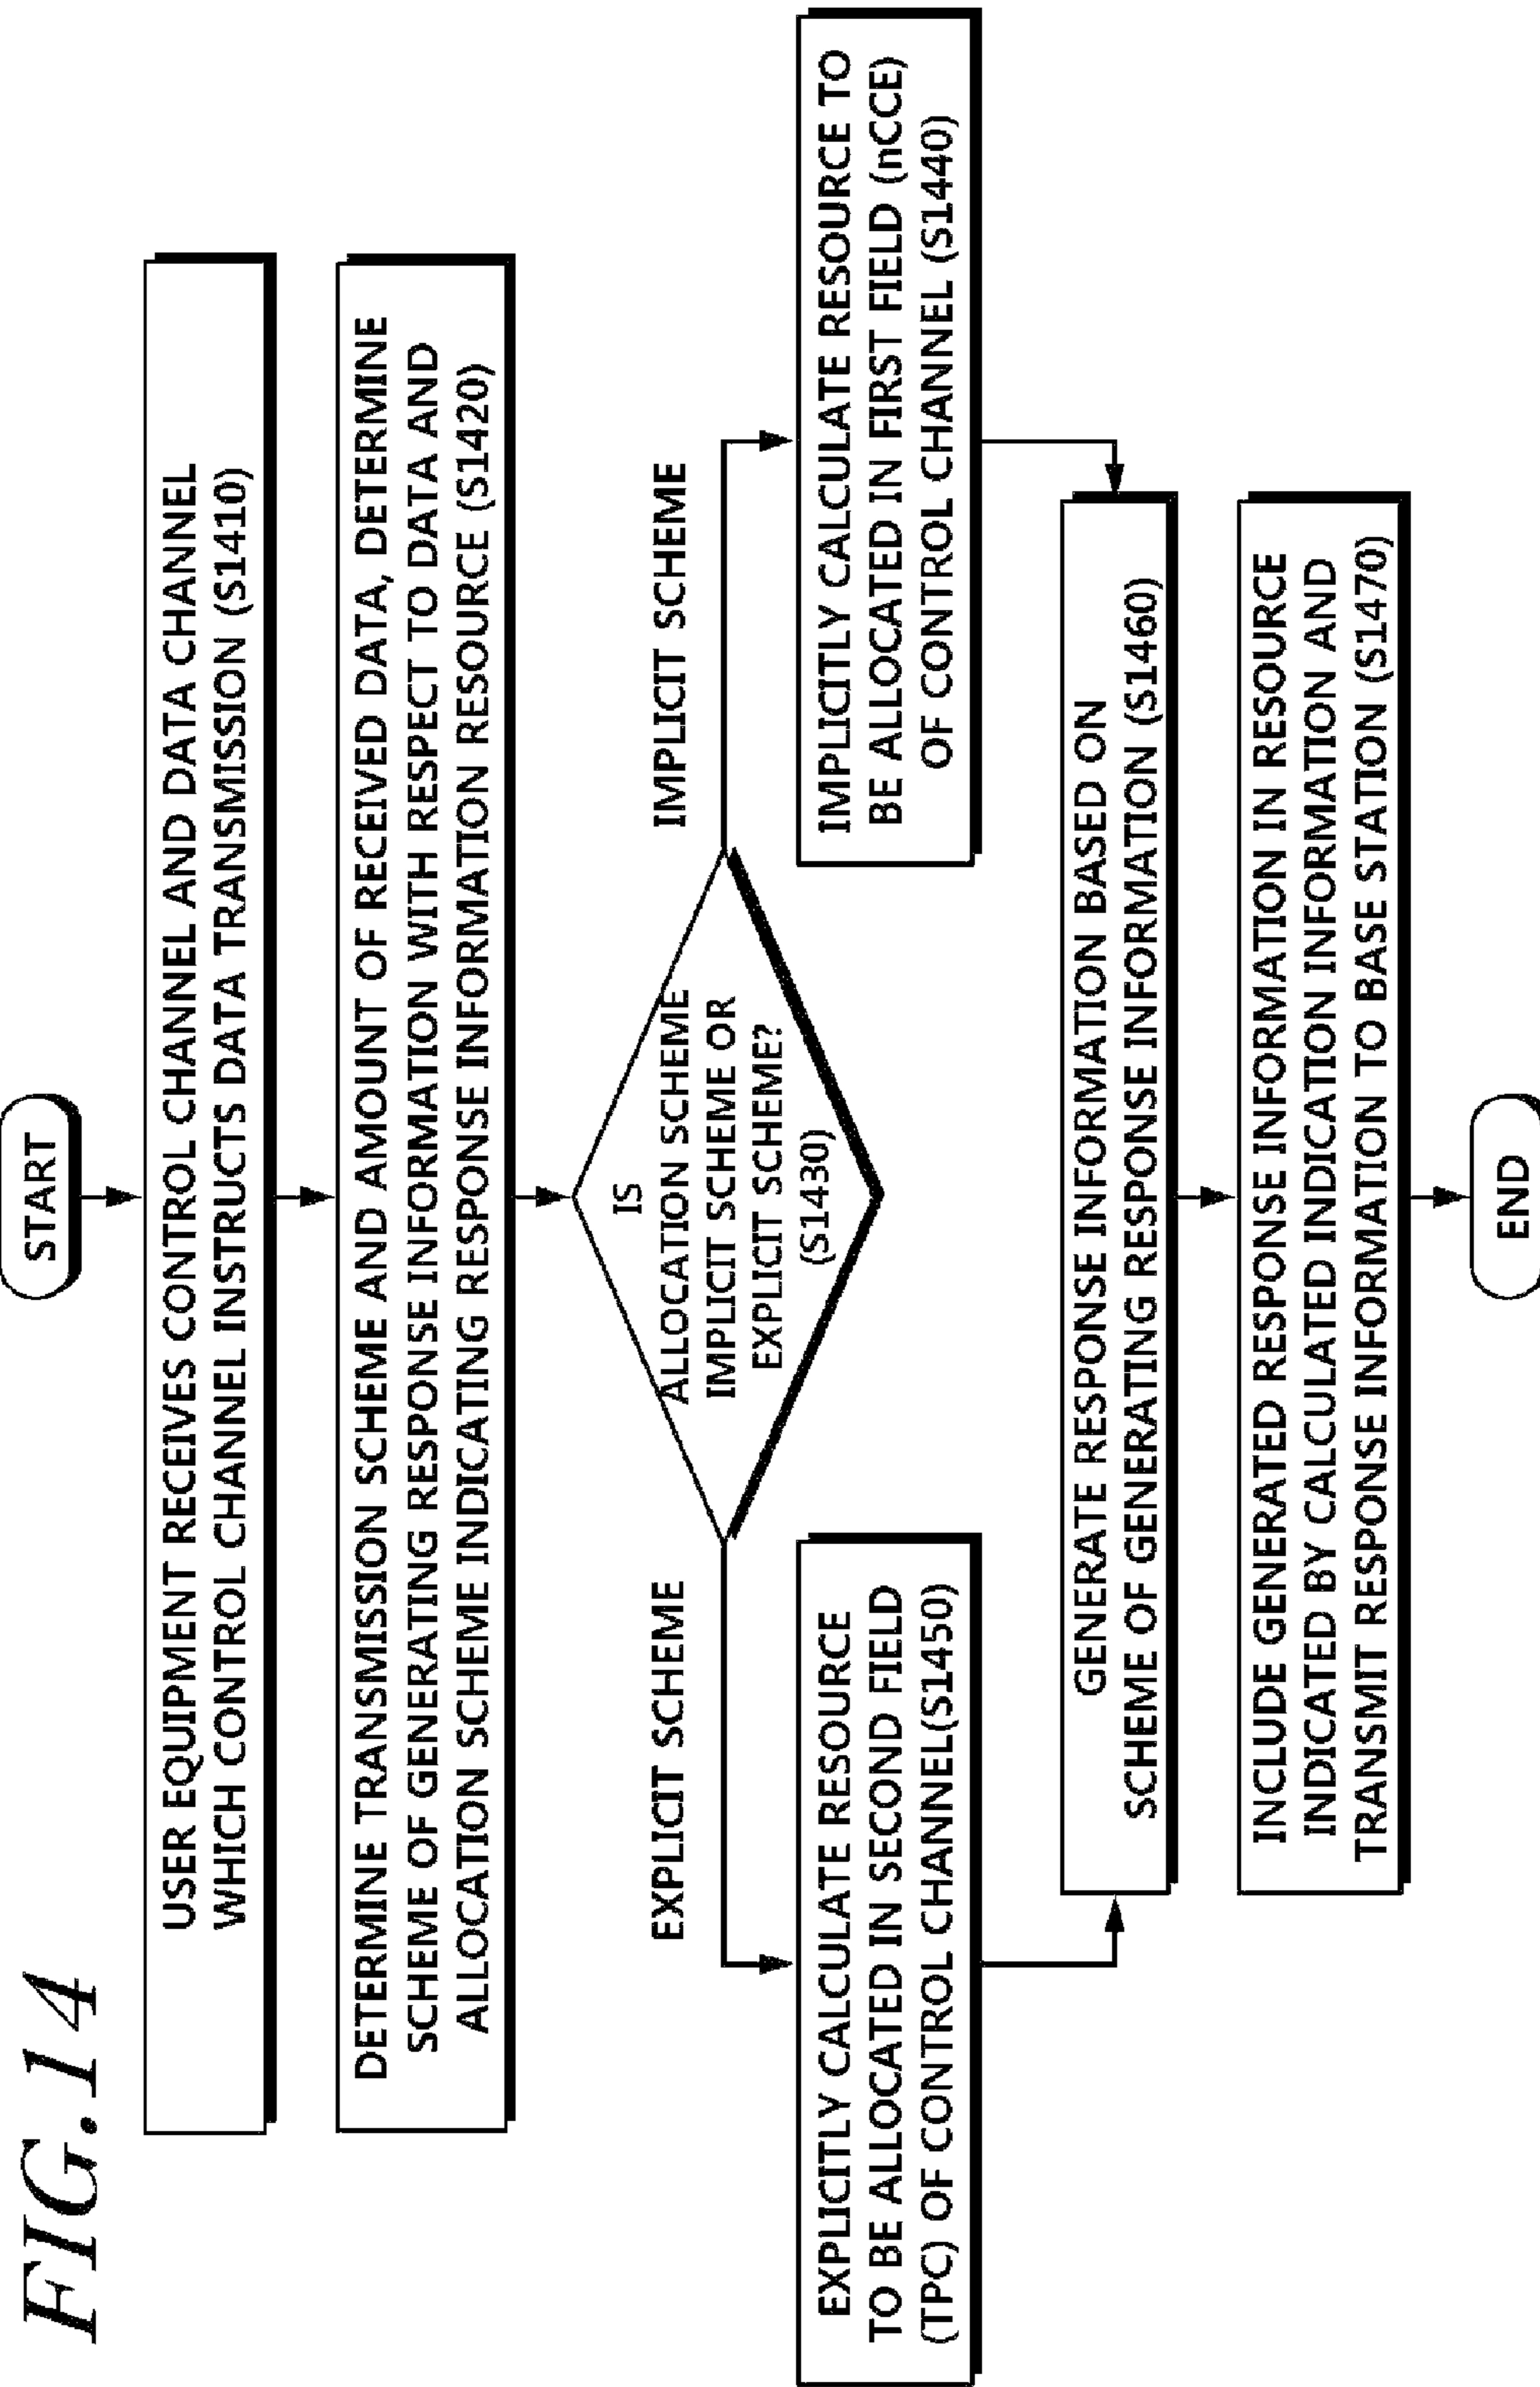 FIG.14
START
USER EQUIPMENT RECEIVES CONTROL CHANNEL AND DATA CHANNEL
WHICH CONTROL CHANNEL INSTRUCTS DATA TRANSMISSION (S1410)
DETERMINE TRANSMISSION SCHEME AND AMOUNT OF RECEIVED DATA, DETERMINE
SCHEME OF GENERATING RESPONSE INFORMATION WITH RESPECT TO DATA AND
ALLOCATION SCHEME INDICATING RESPONSE INFORMATION RESOURCE (S1420)
IS
ALLOCATION SCHEME
IMPLICIT SCHEME OR
EXPLICIT SCHEME?
(S1430)
EXPLICIT SCHEME
IMPLICIT SCHEME
EXPLICITLY CALCULATE RESOURCE
TO BE ALLOCATED IN SECOND FIELD
(TPC) OF CONTROL CHANNEL(S1450)
IMPLICITLY CALCULATE RESOURCE TO
BE ALLOCATED IN FIRST FIELD (nCCE)
OF CONTROL CHANNEL (S1440)
GENERATE RESPONSE INFORMATION BASED ON
SCHEME OF GENERATING RESPONSE INFORMATION (S1460)
INCLUDE GENERATED RESPONSE INFORMATION IN RESOURCE
INDICATED BY CALCULATED INDICATION INFORMATION AND
TRANSMIT RESPONSE INFORMATION TO BASE STATION (S1470)
END